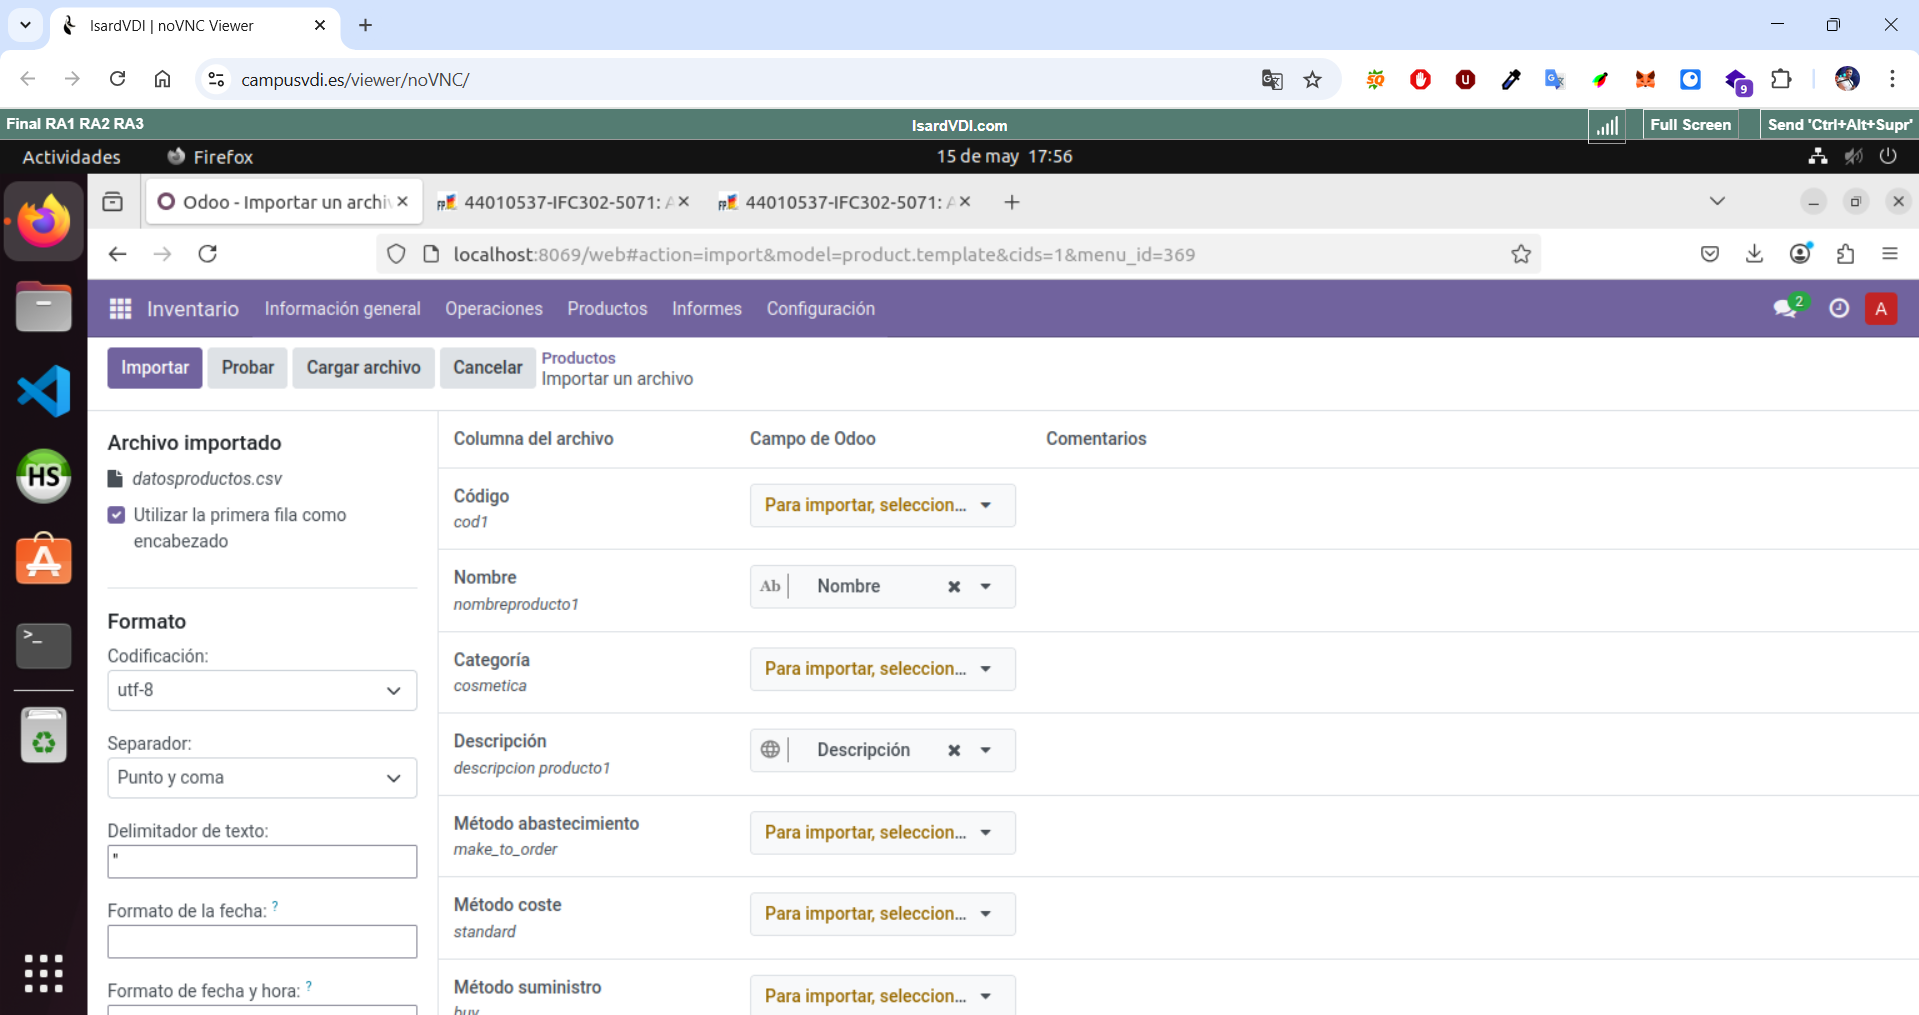 IsardVDI | noVNC Viewer
campusvdi.es/viewer/noVNC/
9
Final RA1 RA2 RA3
IsardVDI.com
Full Screen
Send 'Ctrl+Alt+Supr'
Actividades
Firefox
15 de may 17:56
Odoo - Importar un archiv
44010537-IFC302-5071: A
44010537-IFC302-5071: A
localhost:8069/web#action=import&model=product.template&cids=1&menu_id=369
Inventario
Información general
Operaciones
Productos
Informes
Configuración
2
A
Importar
Probar
Cargar archivo
Cancelar
Productos
Importar un archivo
Archivo importado
datosproductos.csv
Utilizar la primera fila como
encabezado
Formato
Codificación:
utf-8
Separador:
Punto y coma
Delimitador de texto:
"
Formato de la fecha: ?
Formato de fecha y hora: ?
Columna del archivo
Campo de Odoo
Comentarios
Código
cod1
Para importar, seleccion...
Nombre
nombreproducto1
Ab
Nombre
Categoría
cosmetica
Para importar, seleccion...
Descripción
descripcion producto1
Descripción
Método abastecimiento
make_to_order
Para importar, seleccion...
Método coste
standard
Para importar, seleccion...
Método suministro
buy
Para importar, seleccion...
HS